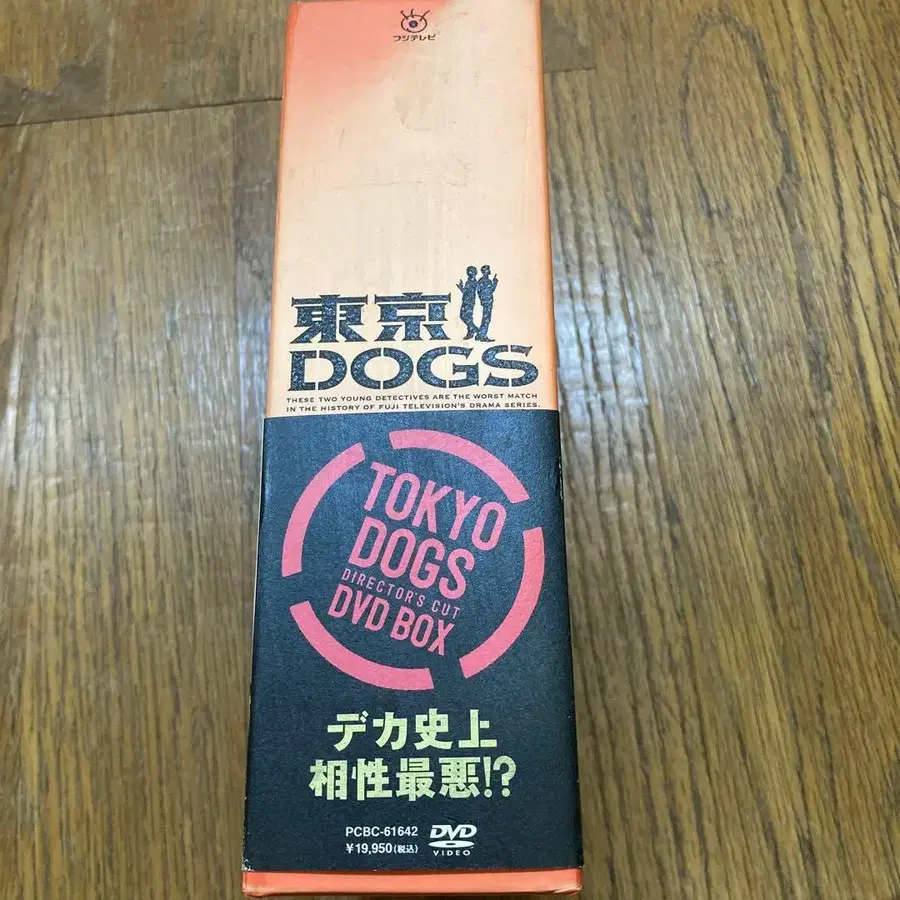 フジテレビ
東京
DOGS
THESE TWO YOUNG DETECTIVES ARE THE WORST MATCH
IN THE HISTORY OF FUJI TELEVISION'S DRAMA SERIES.
TOKYO
DOGS
DIRECTOR'S CUT
DVD BOX
デカ史上
相性最悪!?
PCBC-61642
¥19,950(税込)
DVD
VIDEO